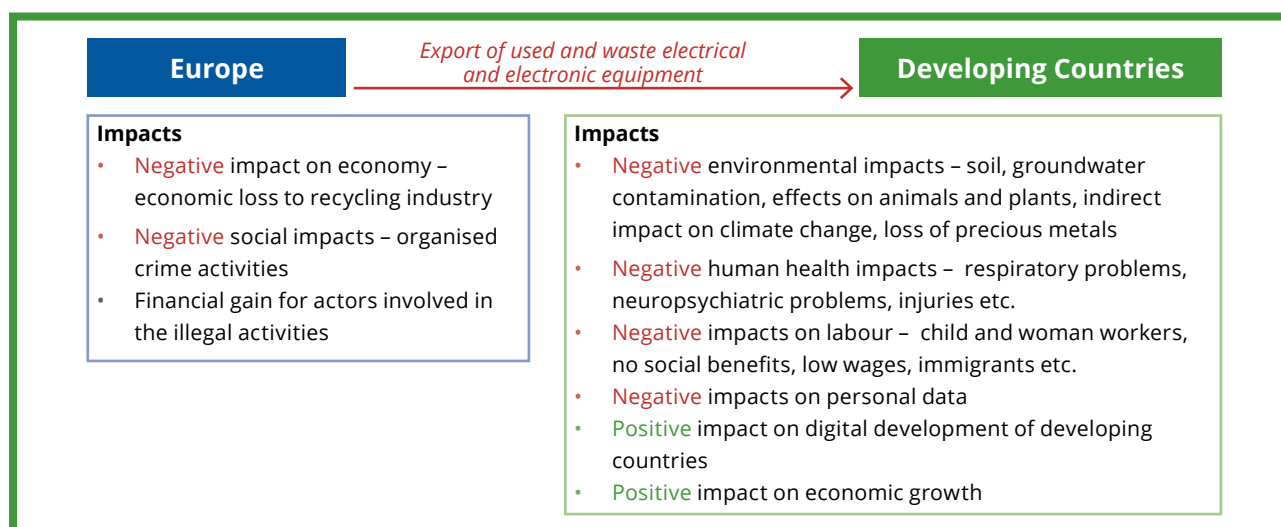 Europe
Export of used and waste electrical
and electronic equipment
Developing Countries
Impacts
• Negative impact on economy –
economic loss to recycling industry
• Negative social impacts – organised
crime activities
• Financial gain for actors involved in
the illegal activities
Impacts
• Negative environmental impacts – soil, groundwater
contamination, effects on animals and plants, indirect
impact on climate change, loss of precious metals
• Negative human health impacts – respiratory problems,
neuropsychiatric problems, injuries etc.
• Negative impacts on labour – child and woman workers,
no social benefits, low wages, immigrants etc.
• Negative impacts on personal data
• Positive impact on digital development of developing
countries
• Positive impact on economic growth